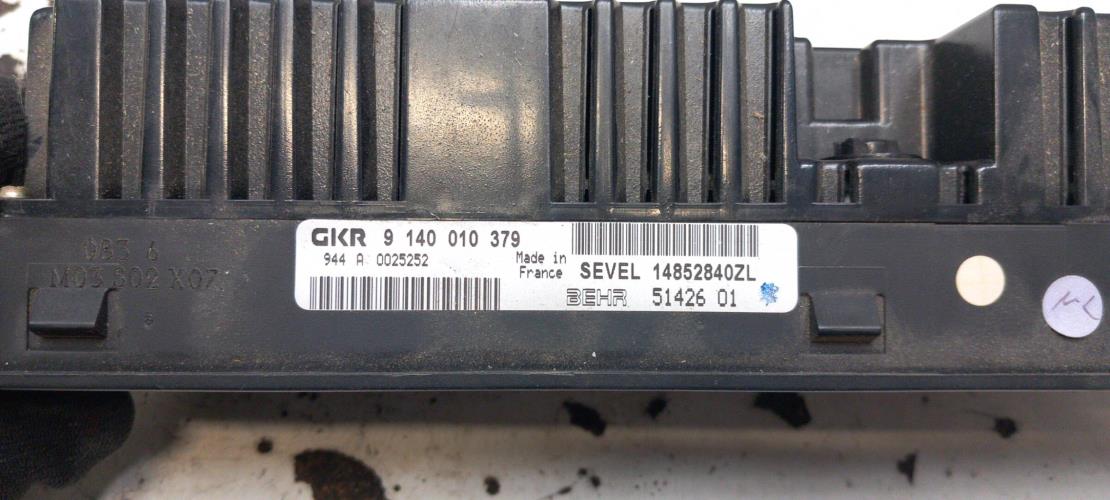 GKR 9 140 010 379
944 A 0025252
Made in
France
SEVEL 14852840ZL
BEHR 51426 01
M03 802 X07